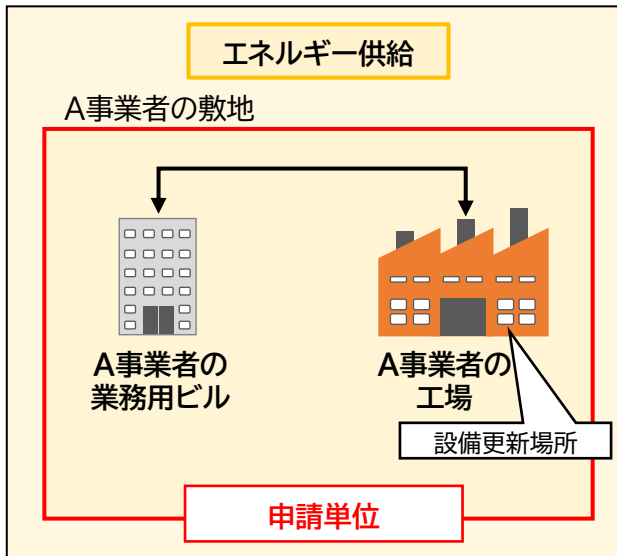 エネルギー供給
A事業者の敷地
A事業者の
業務用ビル
A事業者の
工場
設備更新場所
申請単位